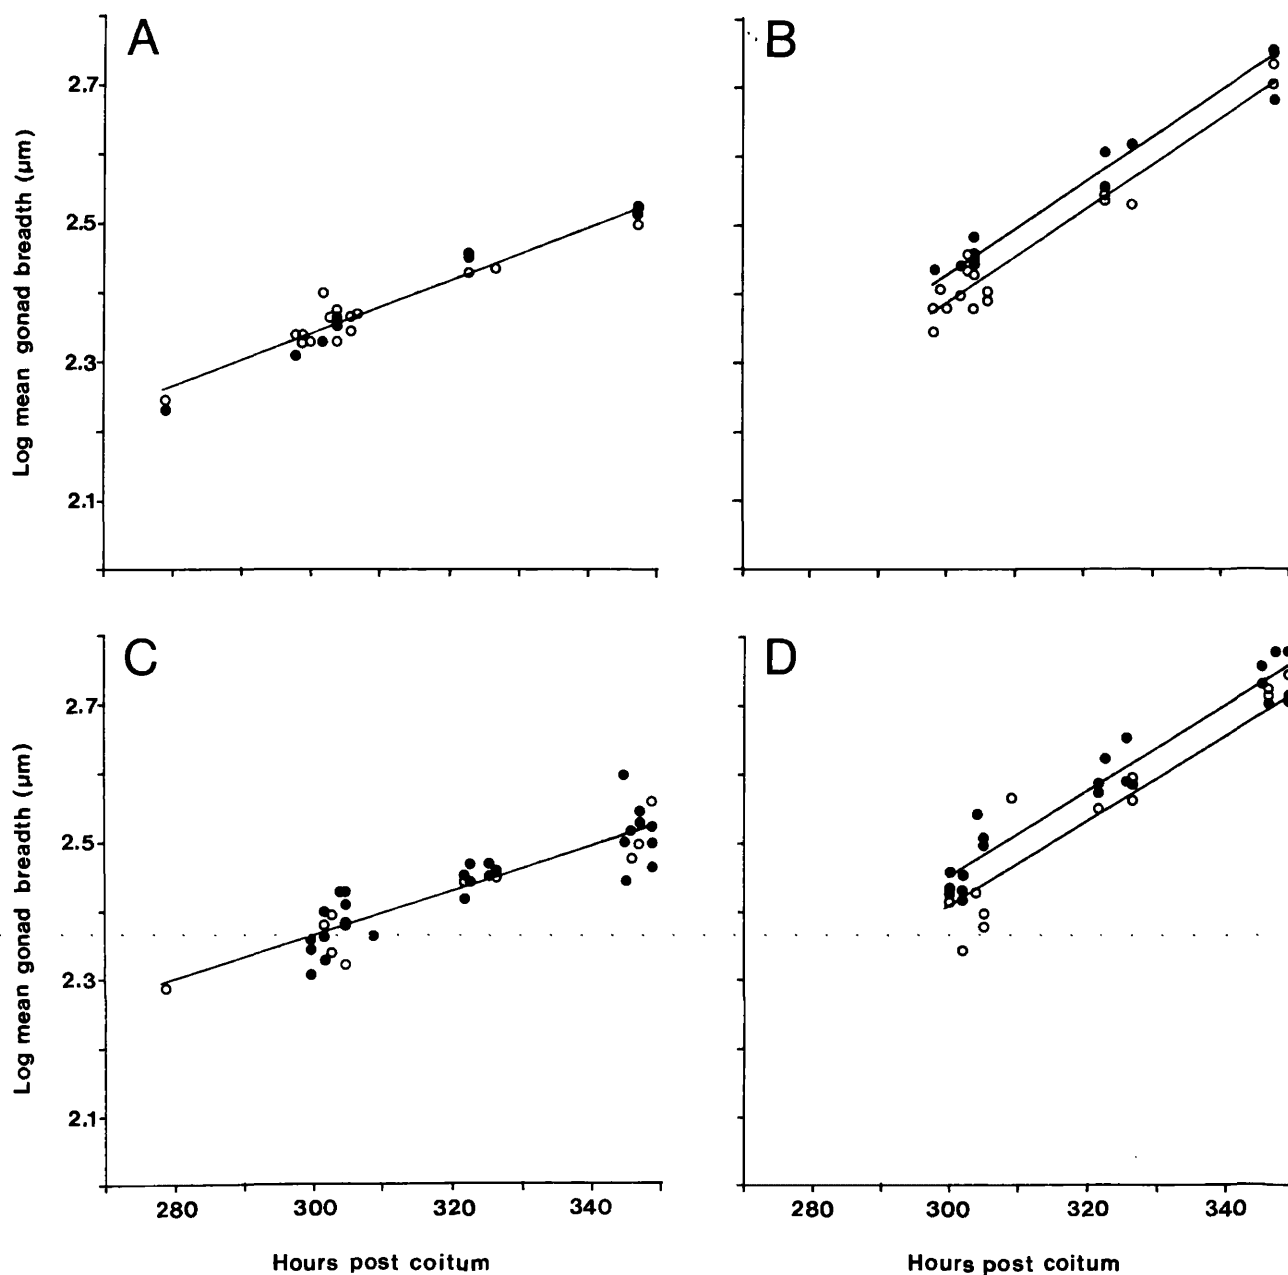 A
B
2.7
2.5
2.3
2.1
Log mean gonad breadth (µm)
C
D
2.7
2.5
2.3
2.1
Log mean gonad breadth (µm)
280 300 320 340
280 300 320 340
Hours post coitum
Hours post coitum